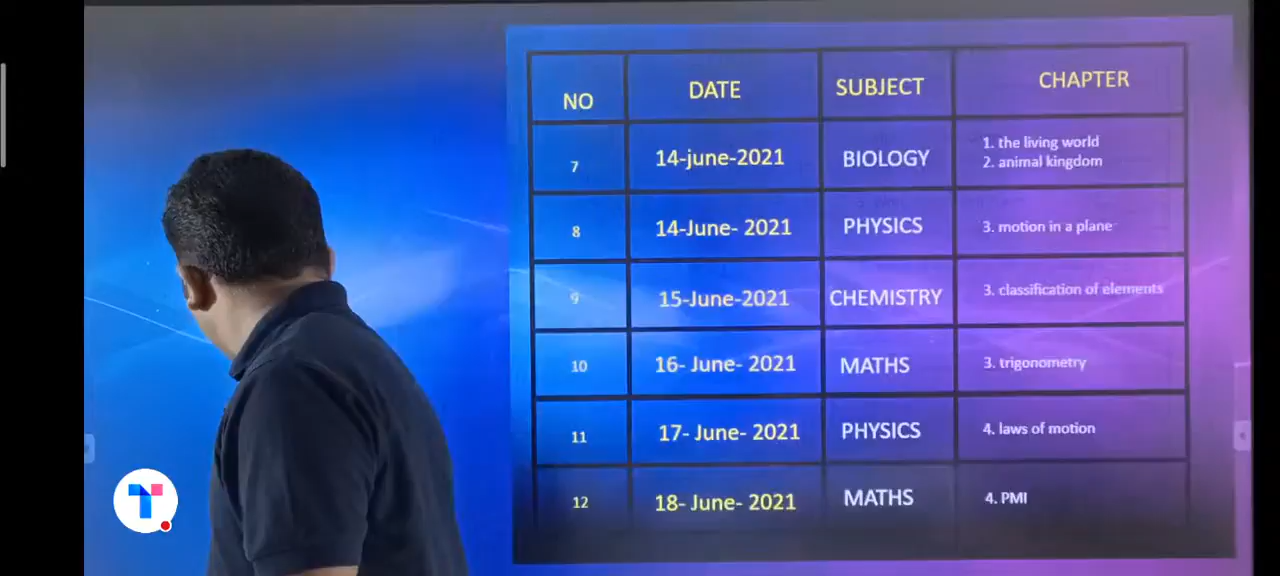 NO DATE SUBJECT CHAPTER
7 14-june-2021 BIOLOGY 1. the living world
2. animal kingdom
8 14-June- 2021 PHYSICS 3. motion in a plane
9 15-June-2021 CHEMISTRY 3. classification of elements
10 16- June- 2021 MATHS 3. trigonometry
11 17- June- 2021 PHYSICS 4. laws of motion
12 18- June- 2021 MATHS 4. PMI
T